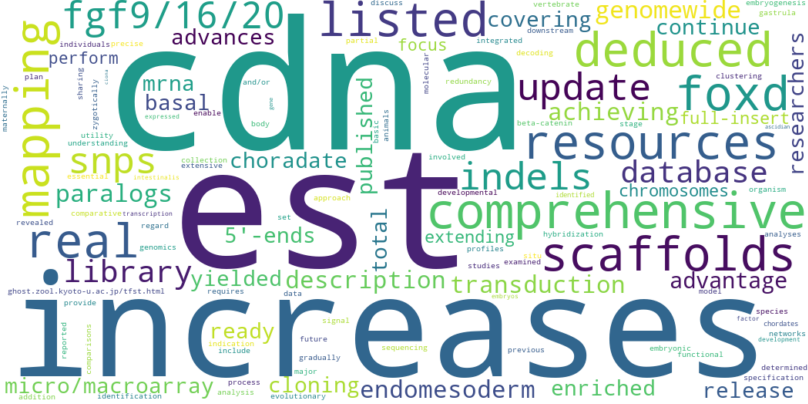 fgf9/16/20 listed covering genomewide
embryogenesis vertebrate gastrula
discuss downstream
advances continue
mapping individuals plan precise
perform focus partial integrated decoding
cdna deduced researchers
maternally sharing zygotically
mrna and/or update foxd
basal enable gene ciona
molecular redundancy clustering
expressed body published basic animals achieving full-insert
utility understanding beta-catenin stage ascidian
snps collection choradate involved resources
extensive database
essential intestinalis approach developmental indels chromosomes
paralogs identified organism
comparative transcription set est comprehensive
revealed regard 5'-ends total extending hybridization analyses
real genomics profiles situ scaffolds
studies examined
library yielded description transduction advantage
ghost.zool.kyoto-u.ac.jp/tfst.html requires data embryos model species
provide increases factor chordates
ready signal networks
indication future sequencing previous embryonic development
reported comparisons include gradually functional
process major determined
micro/macroarray cloning endomesoderm enriched specification
release
addition identification analysis evolutionary